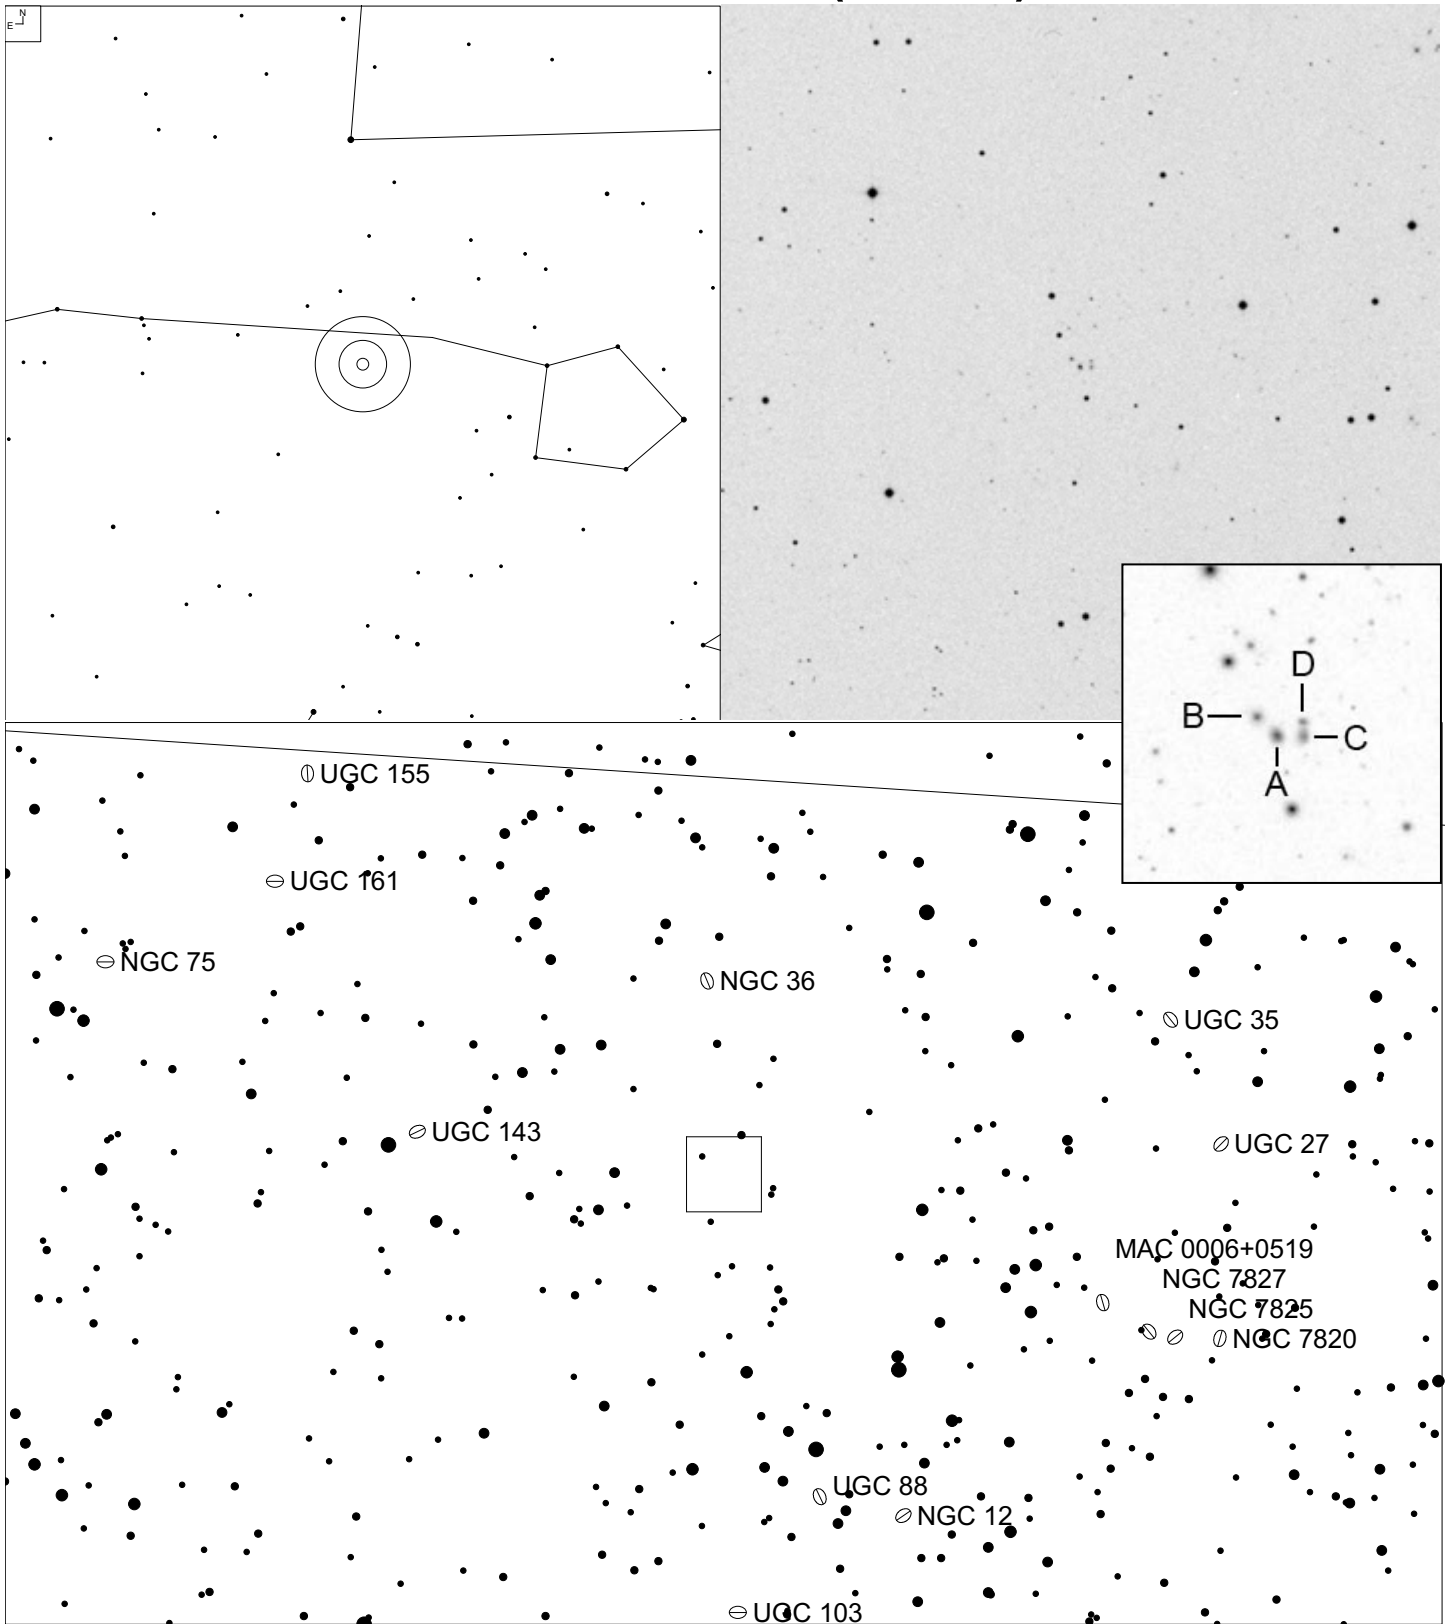 N
E
D
B
C
A
UGC 155
UGC 161
NGC 75
NGC 36
UGC 35
UGC 143
UGC 27
MAC 0006+0519
NGC 7827
NGC 7825
NGC 7820
UGC 88
NGC 12
UGC 103